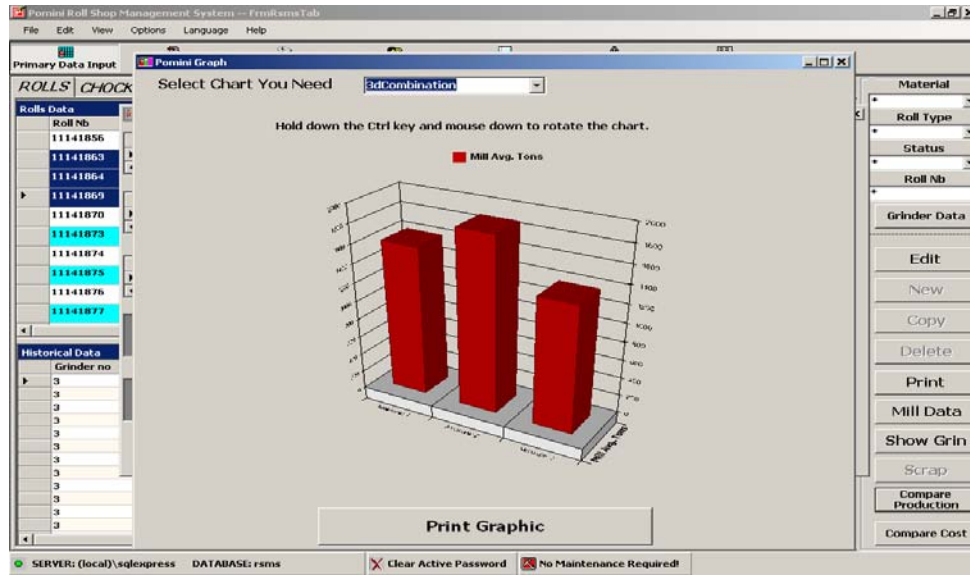 Pomini Roll Shop Management System -- FrmRsmsTab
File Edit View Options Language Help
Primary Data Input
Pomini Graph
ROLLS CHOCK
Select Chart You Need 3dCombination
Hold down the Ctrl key and mouse down to rotate the chart.
Mill Avg. Tons
Rolls Data
Roll Nb
11141856
11141863
11141864
11141869
11141870
11141873
11141874
11141875
11141876
11141877
Historical Data
Grinder no
3
3
3
3
3
3
3
3
3
3
3
3
Mill Avg. Tons
Print Graphic
Material
*
Roll Type
*
Status
*
Roll Nb
*
Grinder Data
Edit
New
Copy
Delete
Print
Mill Data
Show Grin
Scrap
Compare
Production
Compare Cost
SERVER: (local)\sqlexpress DATABASE: rsms Clear Active Password No Maintenance Required!